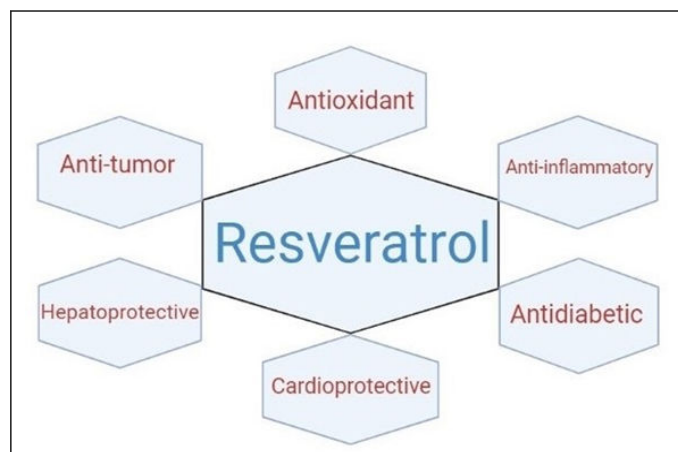 Antioxidant
Anti-tumor
Anti-inflammatory
Resveratrol
Hepatoprotective
Antidiabetic
Cardioprotective